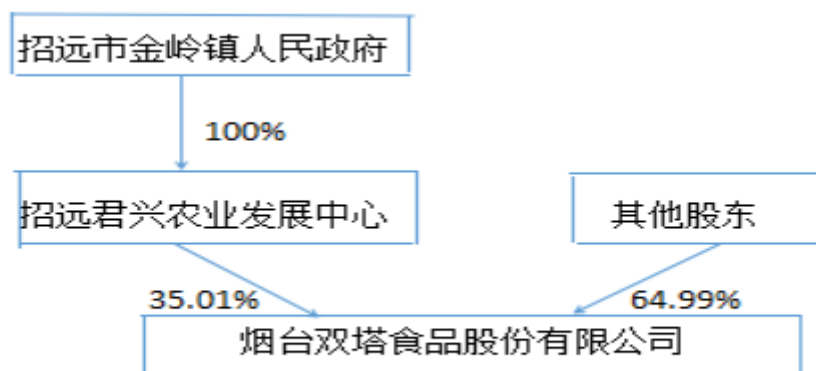 招远市金岭镇人民政府
100%
招远君兴农业发展中心
其他股东
35.01%
64.99%
烟台双塔食品股份有限公司